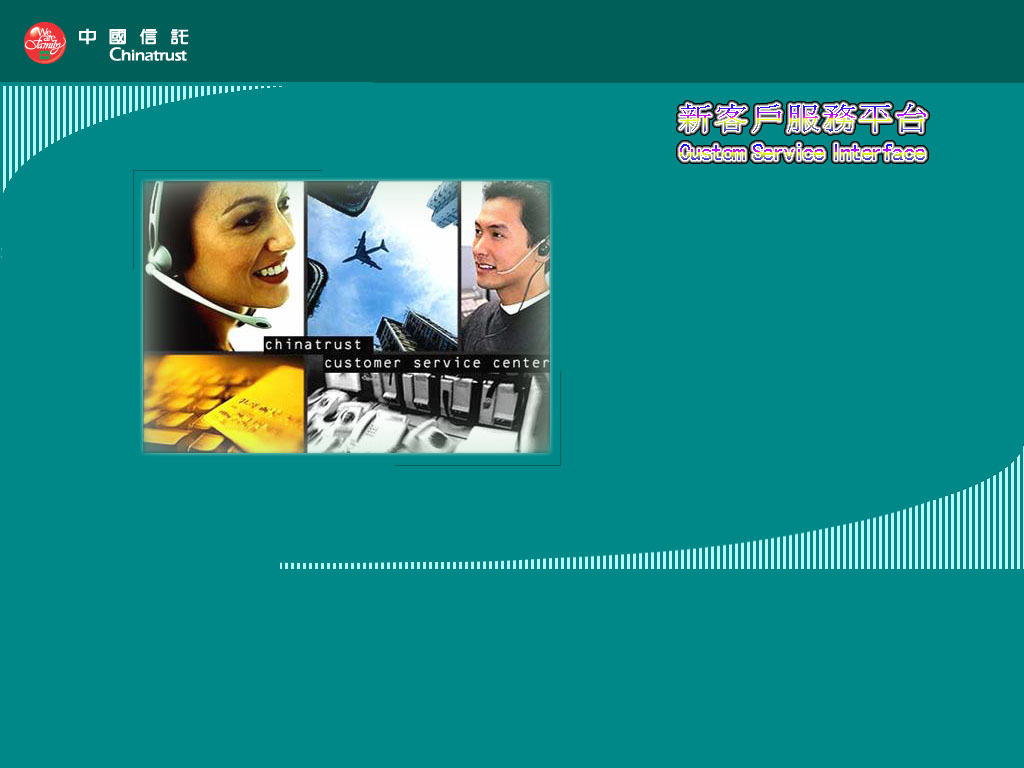 We are Family
中國信託
Chinatrust
新客戶服務平台
Custom Service Interface
chinatrust
customer service center